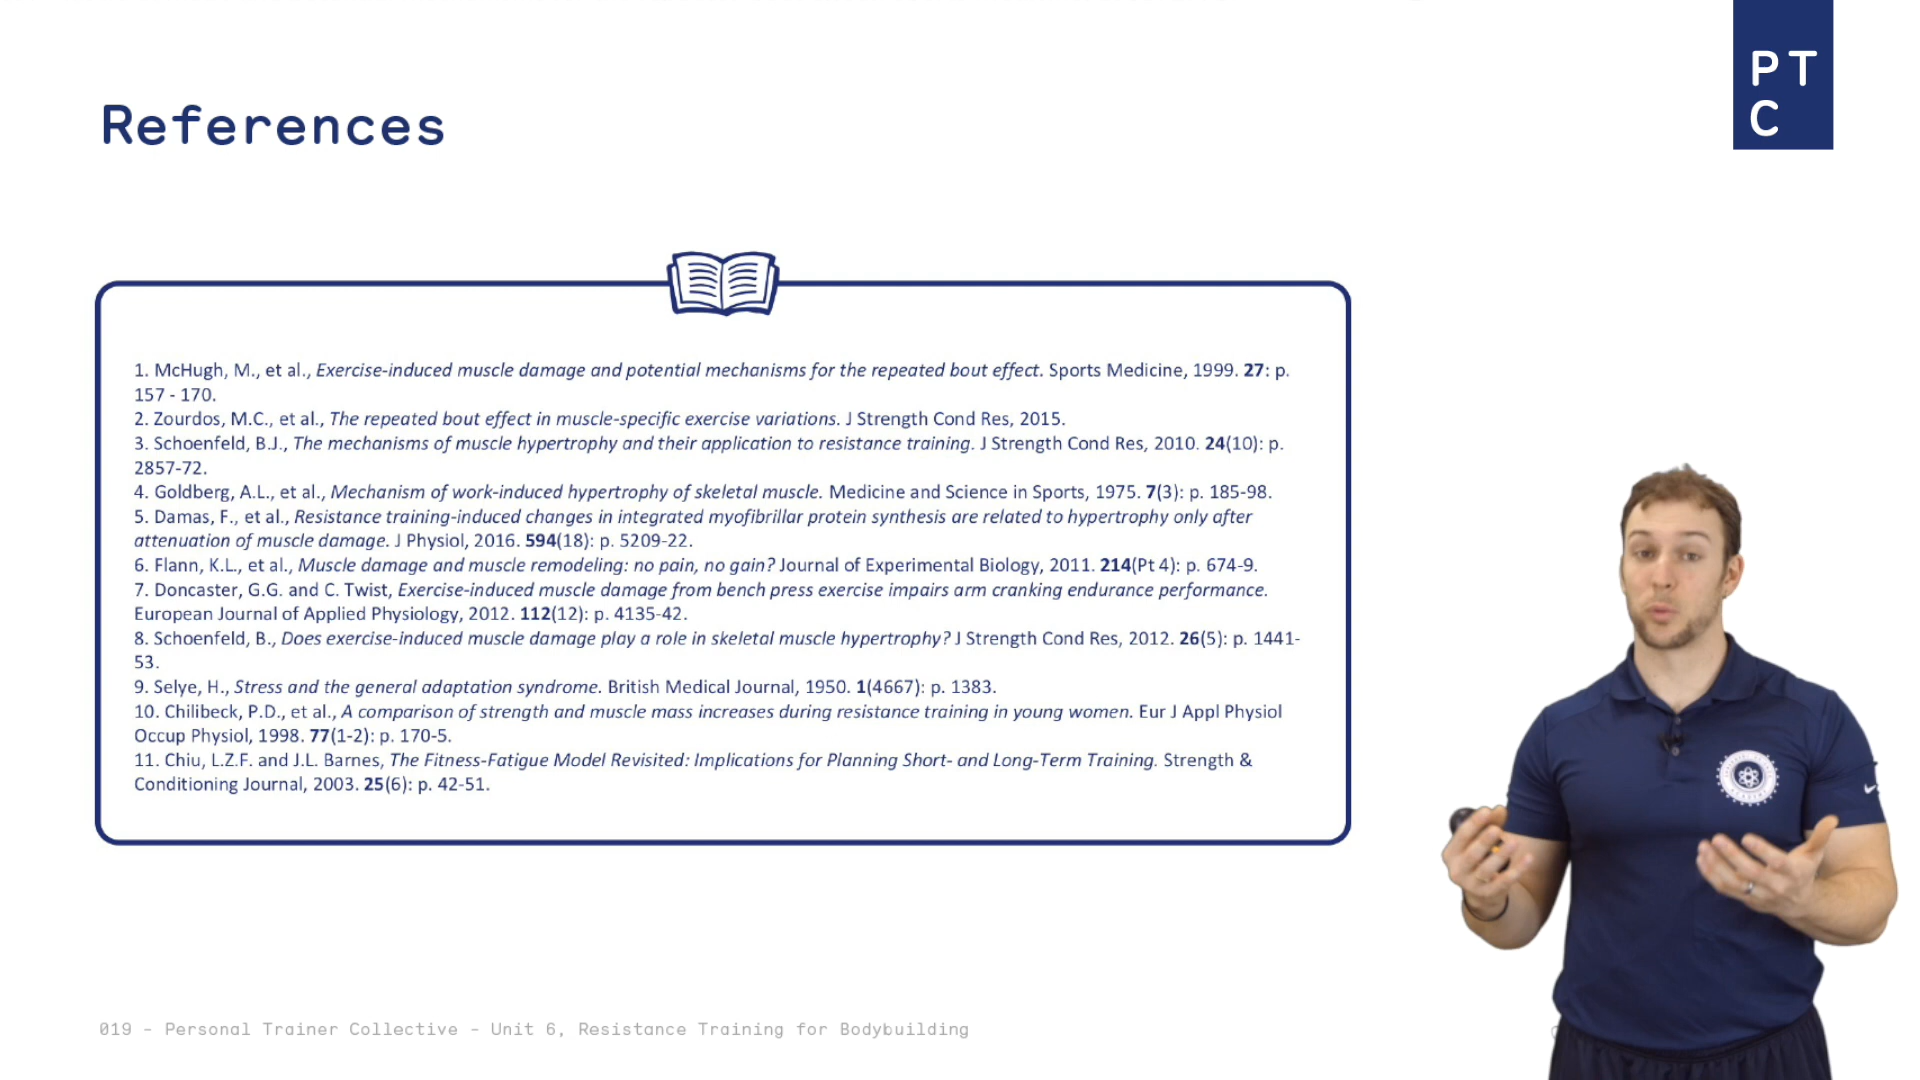 PT
C
References
1. McHugh, M., et al., Exercise-induced muscle damage and potential mechanisms for the repeated bout effect. Sports Medicine, 1999. 27: p.
157 - 170.
2. Zourdos, M.C., et al., The repeated bout effect in muscle-specific exercise variations. J Strength Cond Res, 2015.
3. Schoenfeld, B.J., The mechanisms of muscle hypertrophy and their application to resistance training. J Strength Cond Res, 2010. 24(10): p.
2857-72.
4. Goldberg, A.L., et al., Mechanism of work-induced hypertrophy of skeletal muscle. Medicine and Science in Sports, 1975. 7(3): p. 185-98.
5. Damas, F., et al., Resistance training-induced changes in integrated myofibrillar protein synthesis are related to hypertrophy only after
attenuation of muscle damage. J Physiol, 2016. 594(18): p. 5209-22.
6. Flann, K.L., et al., Muscle damage and muscle remodeling: no pain, no gain? Journal of Experimental Biology, 2011. 214(Pt 4): p. 674-9.
7. Doncaster, G.G. and C. Twist, Exercise-induced muscle damage from bench press exercise impairs arm cranking endurance performance.
European Journal of Applied Physiology, 2012. 112(12): p. 4135-42.
8. Schoenfeld, B., Does exercise-induced muscle damage play a role in skeletal muscle hypertrophy? J Strength Cond Res, 2012. 26(5): p. 1441-
53.
9. Selye, H., Stress and the general adaptation syndrome. British Medical Journal, 1950. 1(4667): p. 1383.
10. Chilibeck, P.D., et al., A comparison of strength and muscle mass increases during resistance training in young women. Eur J Appl Physiol
Occup Physiol, 1998. 77(1-2): p. 170-5.
11. Chiu, L.Z.F. and J.L. Barnes, The Fitness-Fatigue Model Revisited: Implications for Planning Short- and Long-Term Training. Strength &
Conditioning Journal, 2003. 25(6): p. 42-51.
019 - Personal Trainer Collective - Unit 6, Resistance Training for Bodybuilding